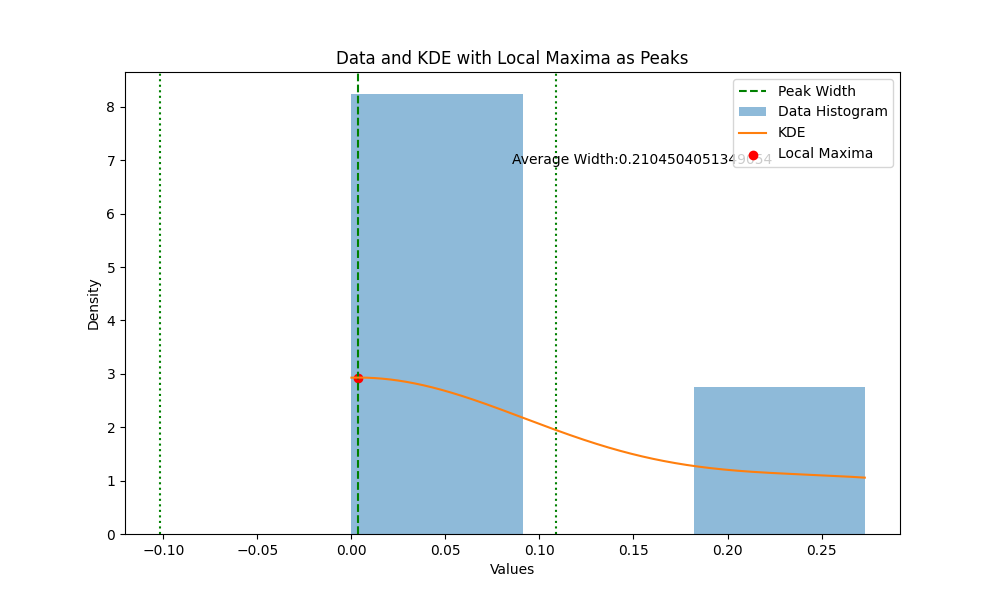 Data and KDE with Local Maxima as Peaks
Peak Width
Data Histogram
KDE
Local Maxima
Average Width:
Density
8
7
6
5
4
3
2
1
0
−0.10
−0.05
0.00
0.05
0.10
0.15
0.20
0.25
Values